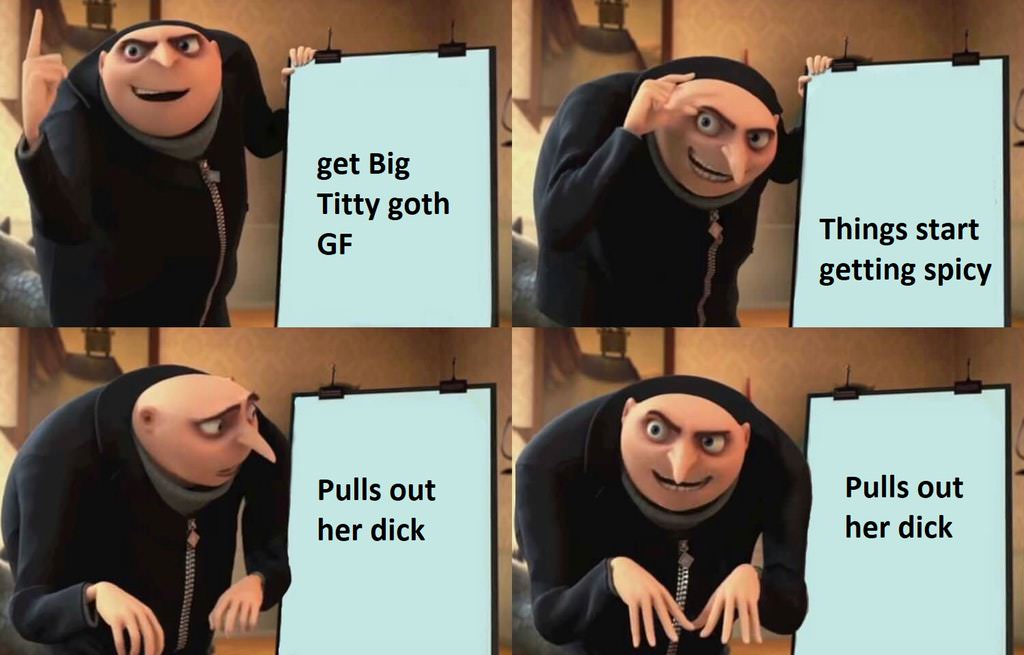 get Big
Titty goth
GF
Things start
getting spicy
Pulls out
her dick
Pulls out
her dick